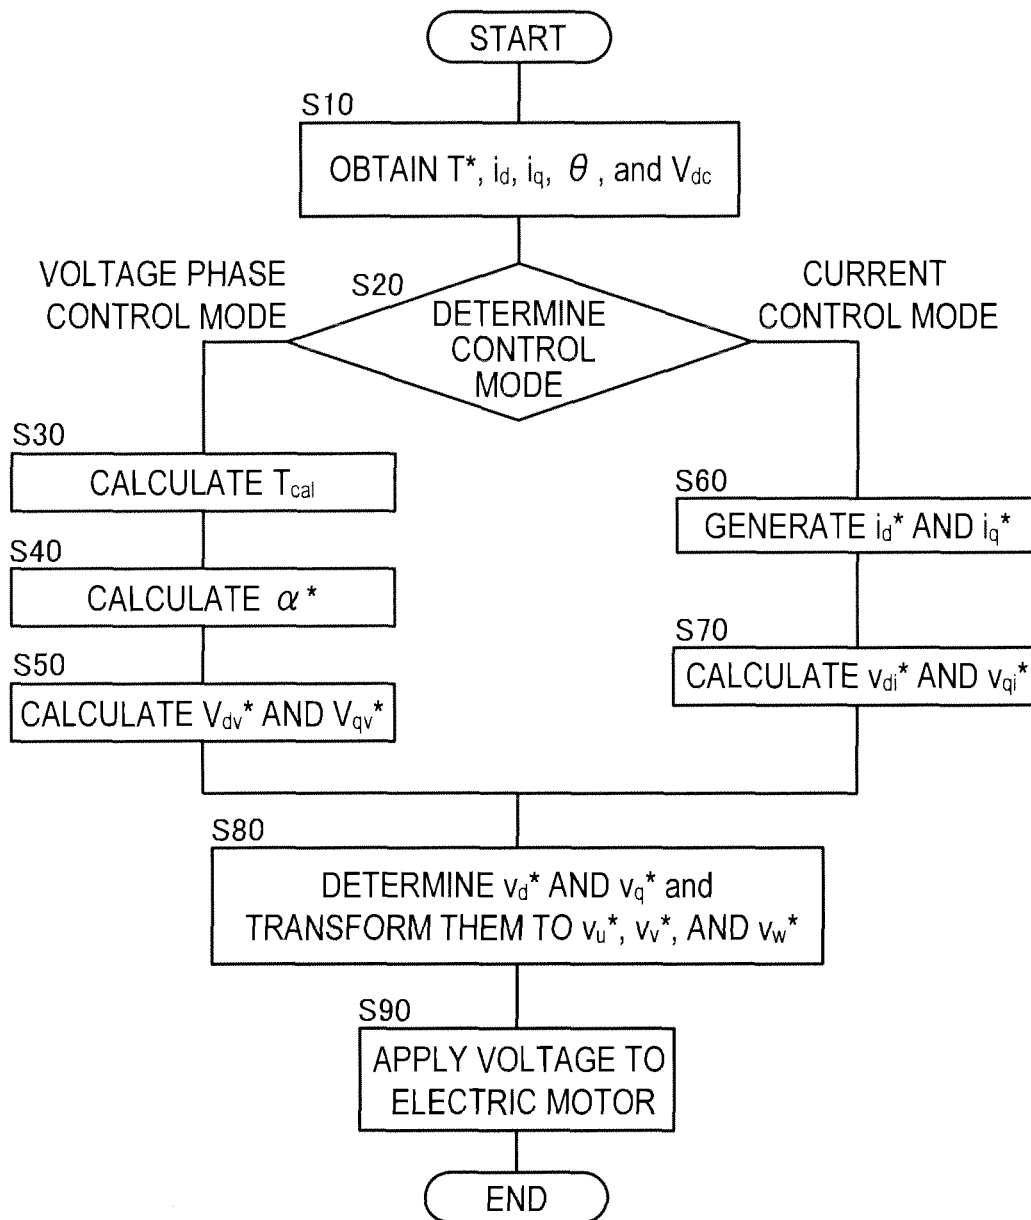 START
S10
OBTAIN T*, id, iq, θ, and Vdc
VOLTAGE PHASE
CONTROL MODE
S20
DETERMINE
CONTROL
MODE
CURRENT
CONTROL MODE
S30
CALCULATE Tcal
S40
CALCULATE α*
S50
CALCULATE Vdv* AND Vqv*
S60
GENERATE id* AND iq*
S70
CALCULATE vdi* AND vqi*
S80
DETERMINE vd* AND vq* and
TRANSFORM THEM TO vu*, vv*, AND vw*
S90
APPLY VOLTAGE TO
ELECTRIC MOTOR
END